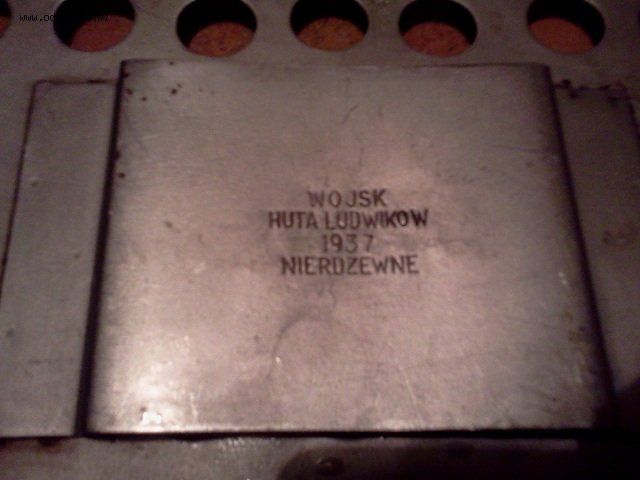 WOJSK
HUTA LUDWIKOW
1937
NIERDZEWNE